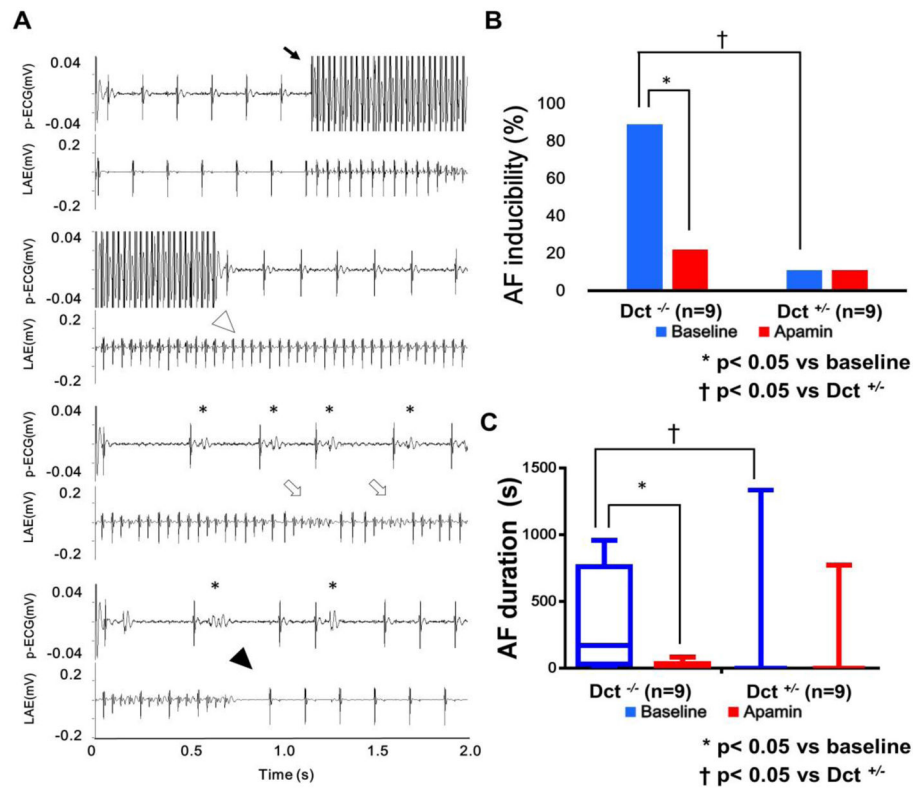 A
0.04
p-ECG(mV)
-0.04
0.2
LAE(mV)
-0.2
0.04
p-ECG(mV)
-0.04
0.2
LAE(mV)
-0.2
* * * *
0.04
p-ECG(mV)
-0.04
0.2
LAE(mV)
-0.2
* *
0.04
p-ECG(mV)
-0.04
0.2
LAE(mV)
-0.2
0 0.5 1.0 1.5 2.0
Time (s)
B
†
*
AF inducibility (%)
100
80
60
40
20
0
Dct -/- (n=9) Dct +/- (n=9)
Baseline Apamin
* p< 0.05 vs baseline
† p< 0.05 vs Dct +/-
C
†
*
AF duration (s)
1500
1000
500
0
Dct -/- (n=9) Dct +/- (n=9)
Baseline Apamin
* p< 0.05 vs baseline
† p< 0.05 vs Dct +/-